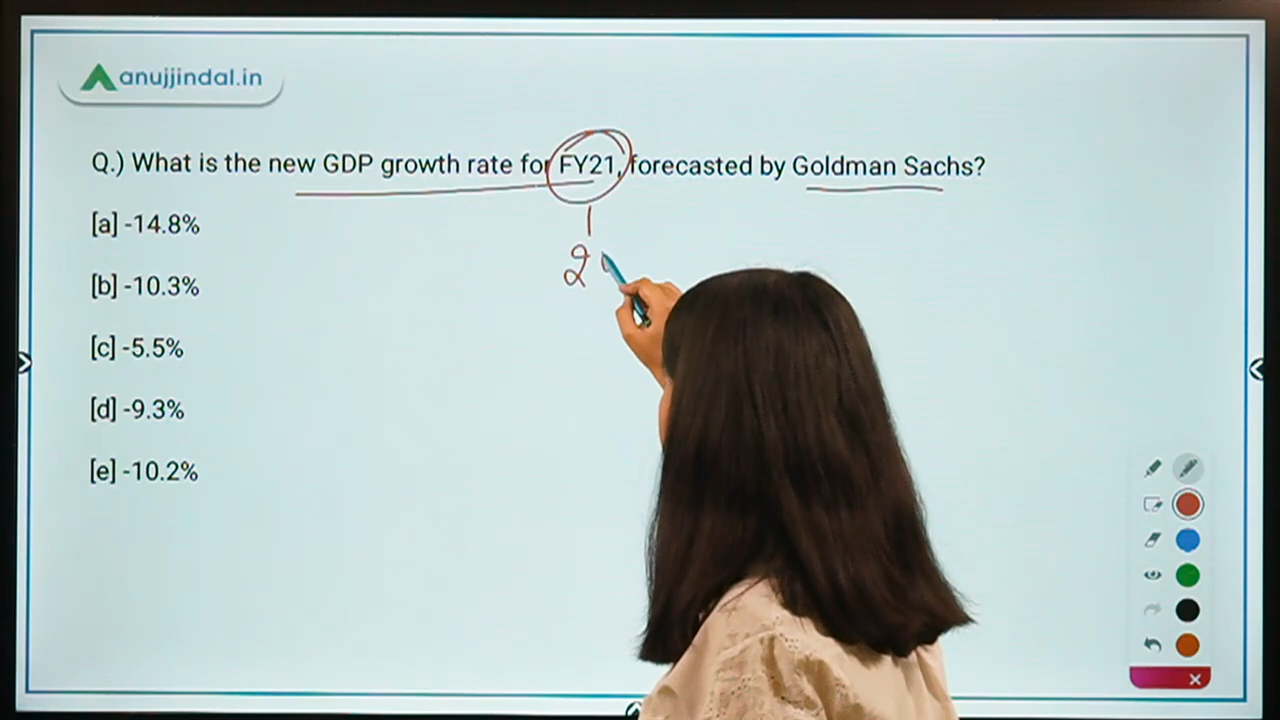 anujjindal.in
Q.) What is the new GDP growth rate for FY21, forecasted by Goldman Sachs?
[a] -14.8%
2
[b] -10.3%
[c] -5.5%
[d] -9.3%
[e] -10.2%